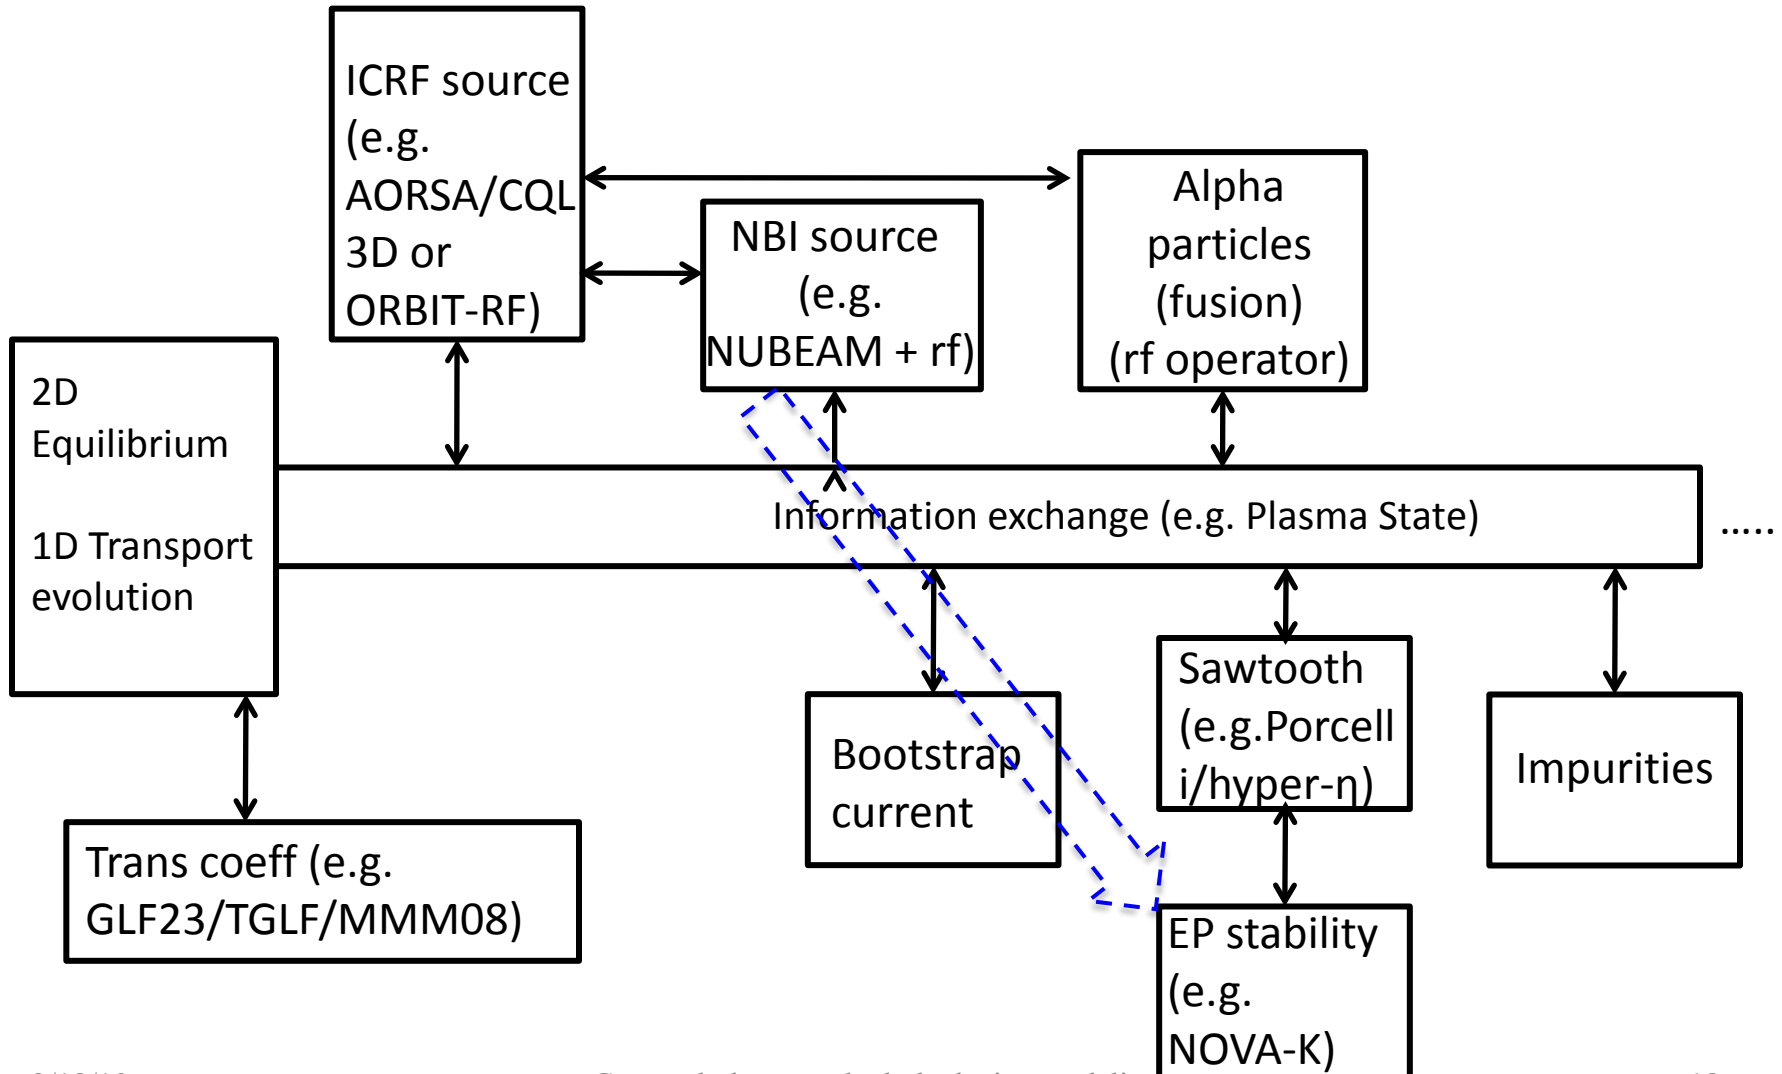 ICRF source
(e.g.
AORSA/CQL
3D or
ORBIT-RF)
NBI source
(e.g.
NUBEAM + rf)
Alpha
particles
(fusion)
(rf operator)
2D
Equilibrium
1D Transport
evolution
Information exchange (e.g. Plasma State)
.....
Trans coeff (e.g.
GLF23/TGLF/MMM08)
Bootstrap
current
Sawtooth
(e.g.Porcell
i/hyper-η)
Impurities
EP stability
(e.g.
NOVA-K)